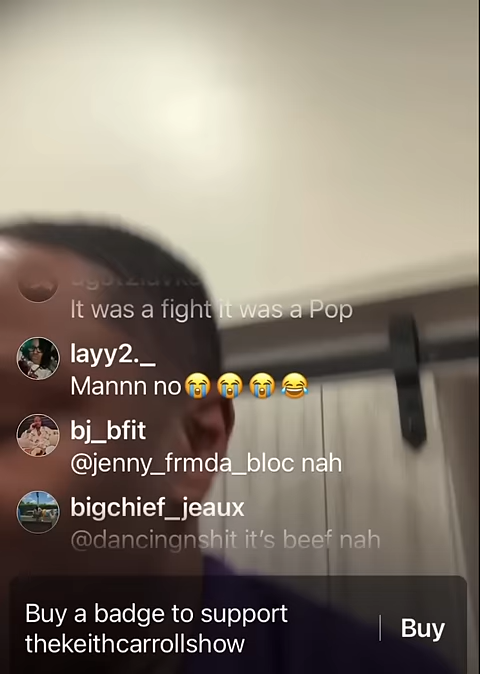 It was a fight it was a Pop
layy2._
Mannn no😭😭😭😂
bj_bfit
@jenny_frmda_bloc nah
bigchief_jeaux
@dancingnshit it's beef nah
Buy a badge to support
thekeithcarrollshow
Buy